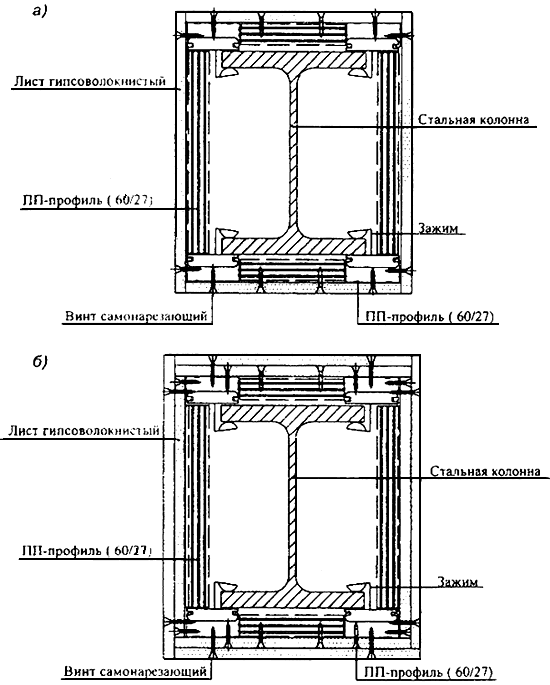 а)
Лист гипсоволокнистый
Стальная колонна
ПП-профиль ( 60/27)
Зажим
Винт самонарезающий
ПП-профиль ( 60/27)
б)
Лист гипсоволокнистый
Стальная колонна
ПП-профиль ( 60/27)
Зажим
Винт самонарезающий
ПП-профиль ( 60/27)